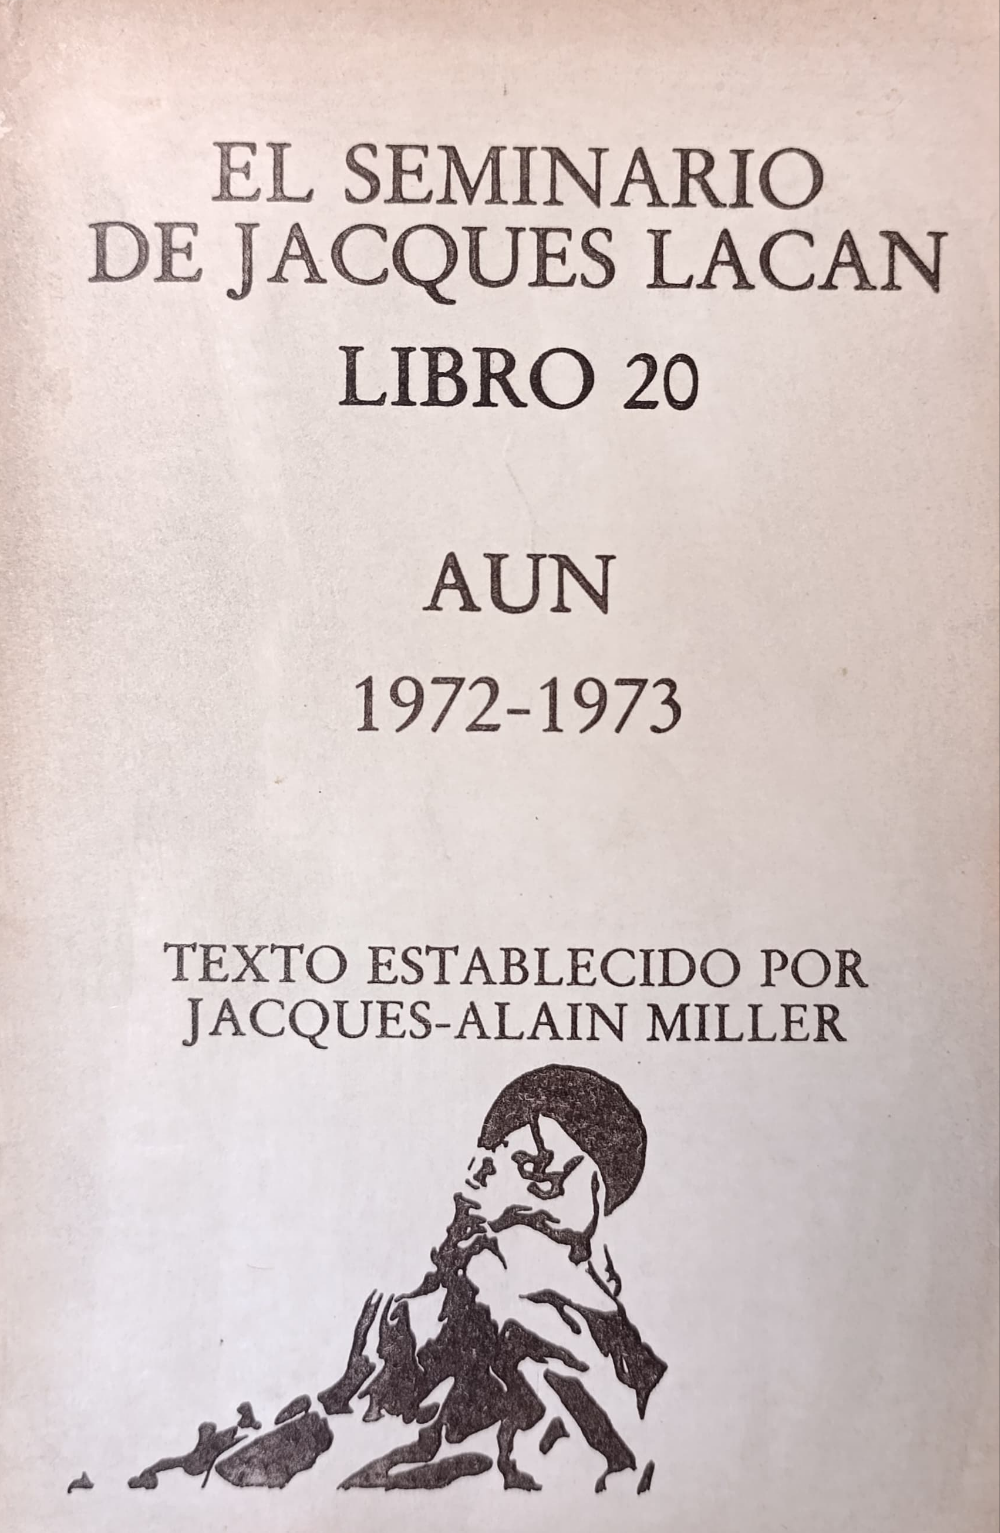 EL SEMINARIO
DE JACQUES LACAN
LIBRO 20
AUN
1972-1973
TEXTO ESTABLECIDO POR
JACQUES-ALAIN MILLER